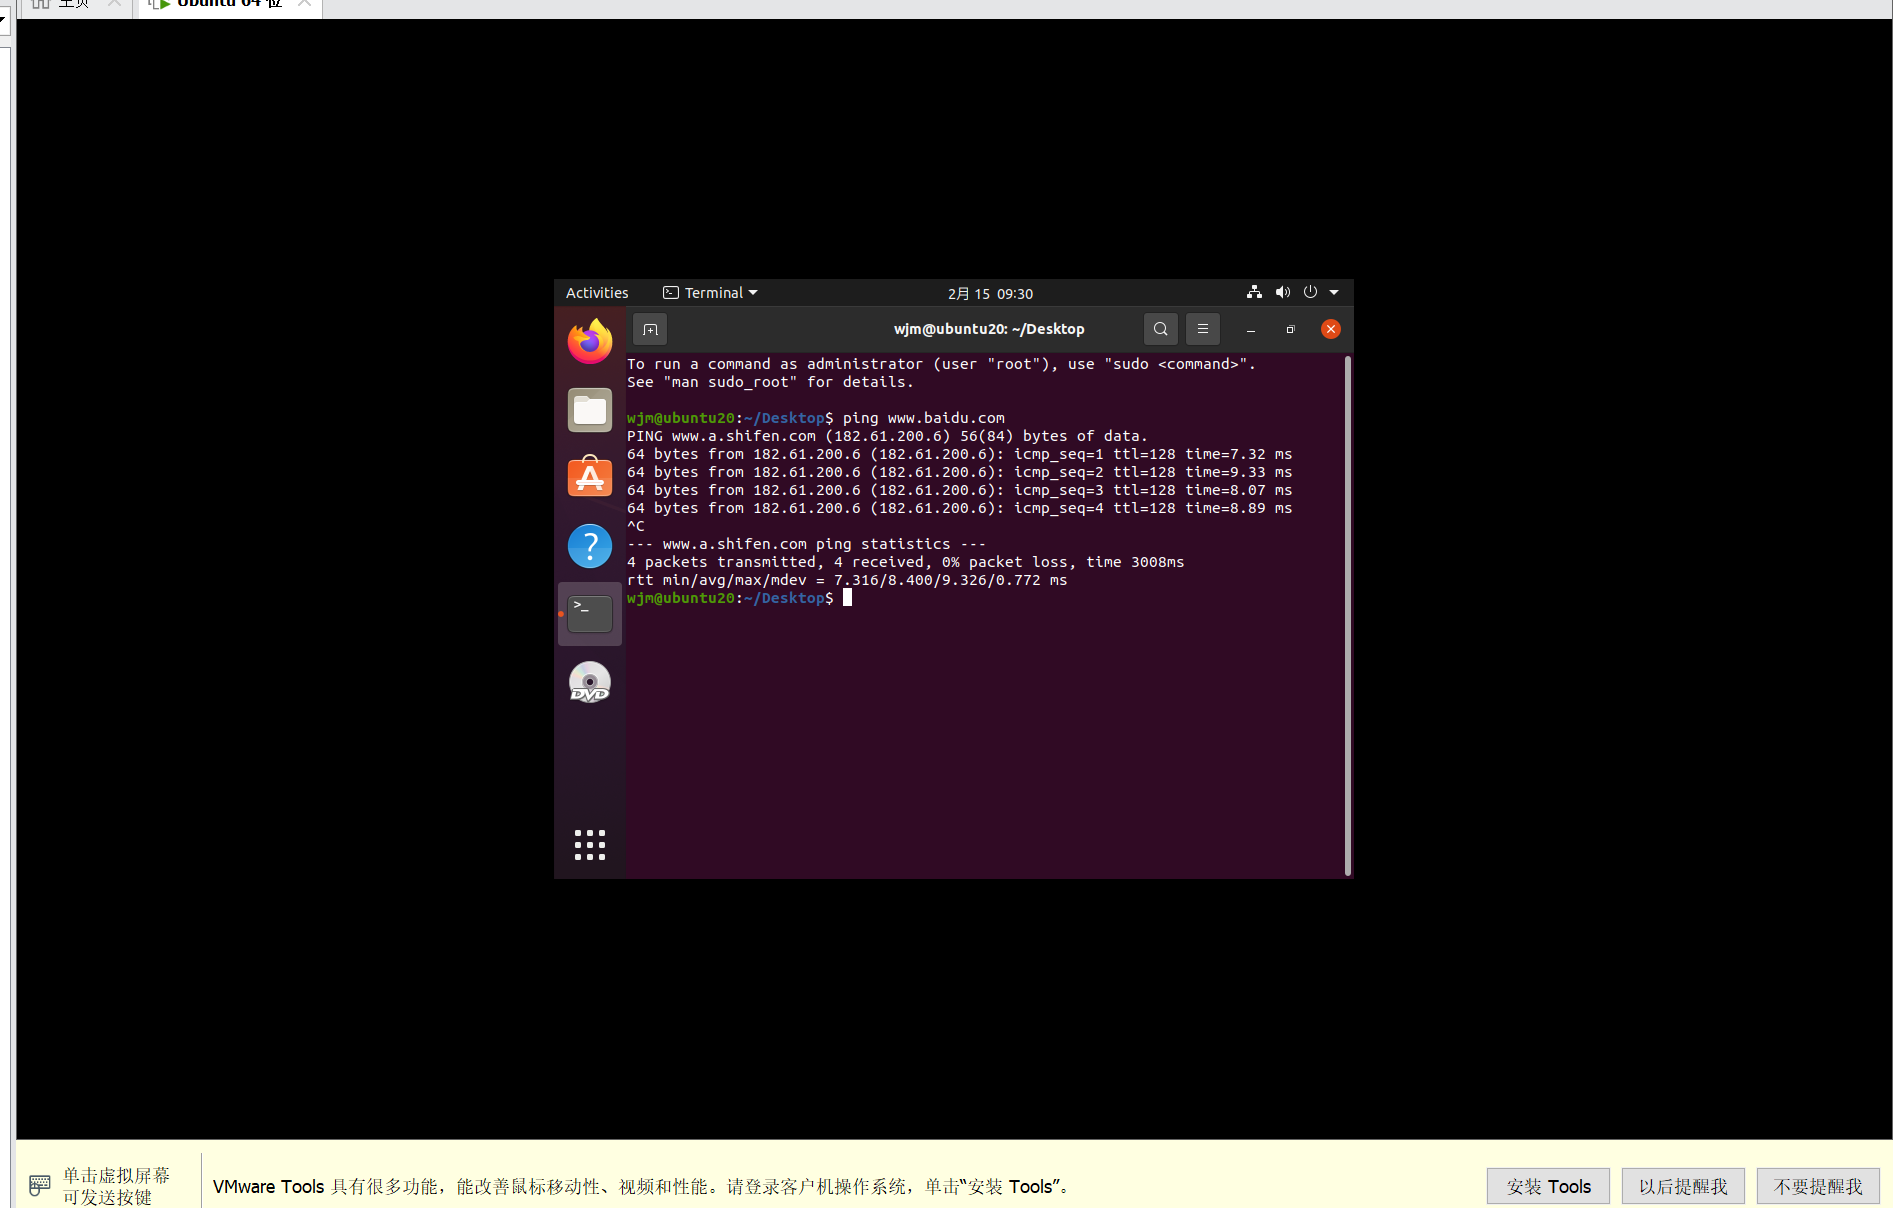 主页
Ubuntu 64 位
Activities
Terminal
2月 15 09:30
wjm@ubuntu20: ~/Desktop
To run a command as administrator (user "root"), use "sudo <command>".
See "man sudo_root" for details.
wjm@ubuntu20:~/Desktop$ ping www.baidu.com
PING www.a.shifen.com (182.61.200.6) 56(84) bytes of data.
64 bytes from 182.61.200.6 (182.61.200.6): icmp_seq=1 ttl=128 time=7.32 ms
64 bytes from 182.61.200.6 (182.61.200.6): icmp_seq=2 ttl=128 time=9.33 ms
64 bytes from 182.61.200.6 (182.61.200.6): icmp_seq=3 ttl=128 time=8.07 ms
64 bytes from 182.61.200.6 (182.61.200.6): icmp_seq=4 ttl=128 time=8.89 ms
^C
--- www.a.shifen.com ping statistics ---
4 packets transmitted, 4 received, 0% packet loss, time 3008ms
rtt min/avg/max/mdev = 7.316/8.400/9.326/0.772 ms
wjm@ubuntu20:~/Desktop$
DVD
单击虚拟屏幕
可发送按键
VMware Tools 具有很多功能，能改善鼠标移动性、视频和性能。请登录客户机操作系统，单击“安装 Tools”。
安装 Tools
以后提醒我
不要提醒我